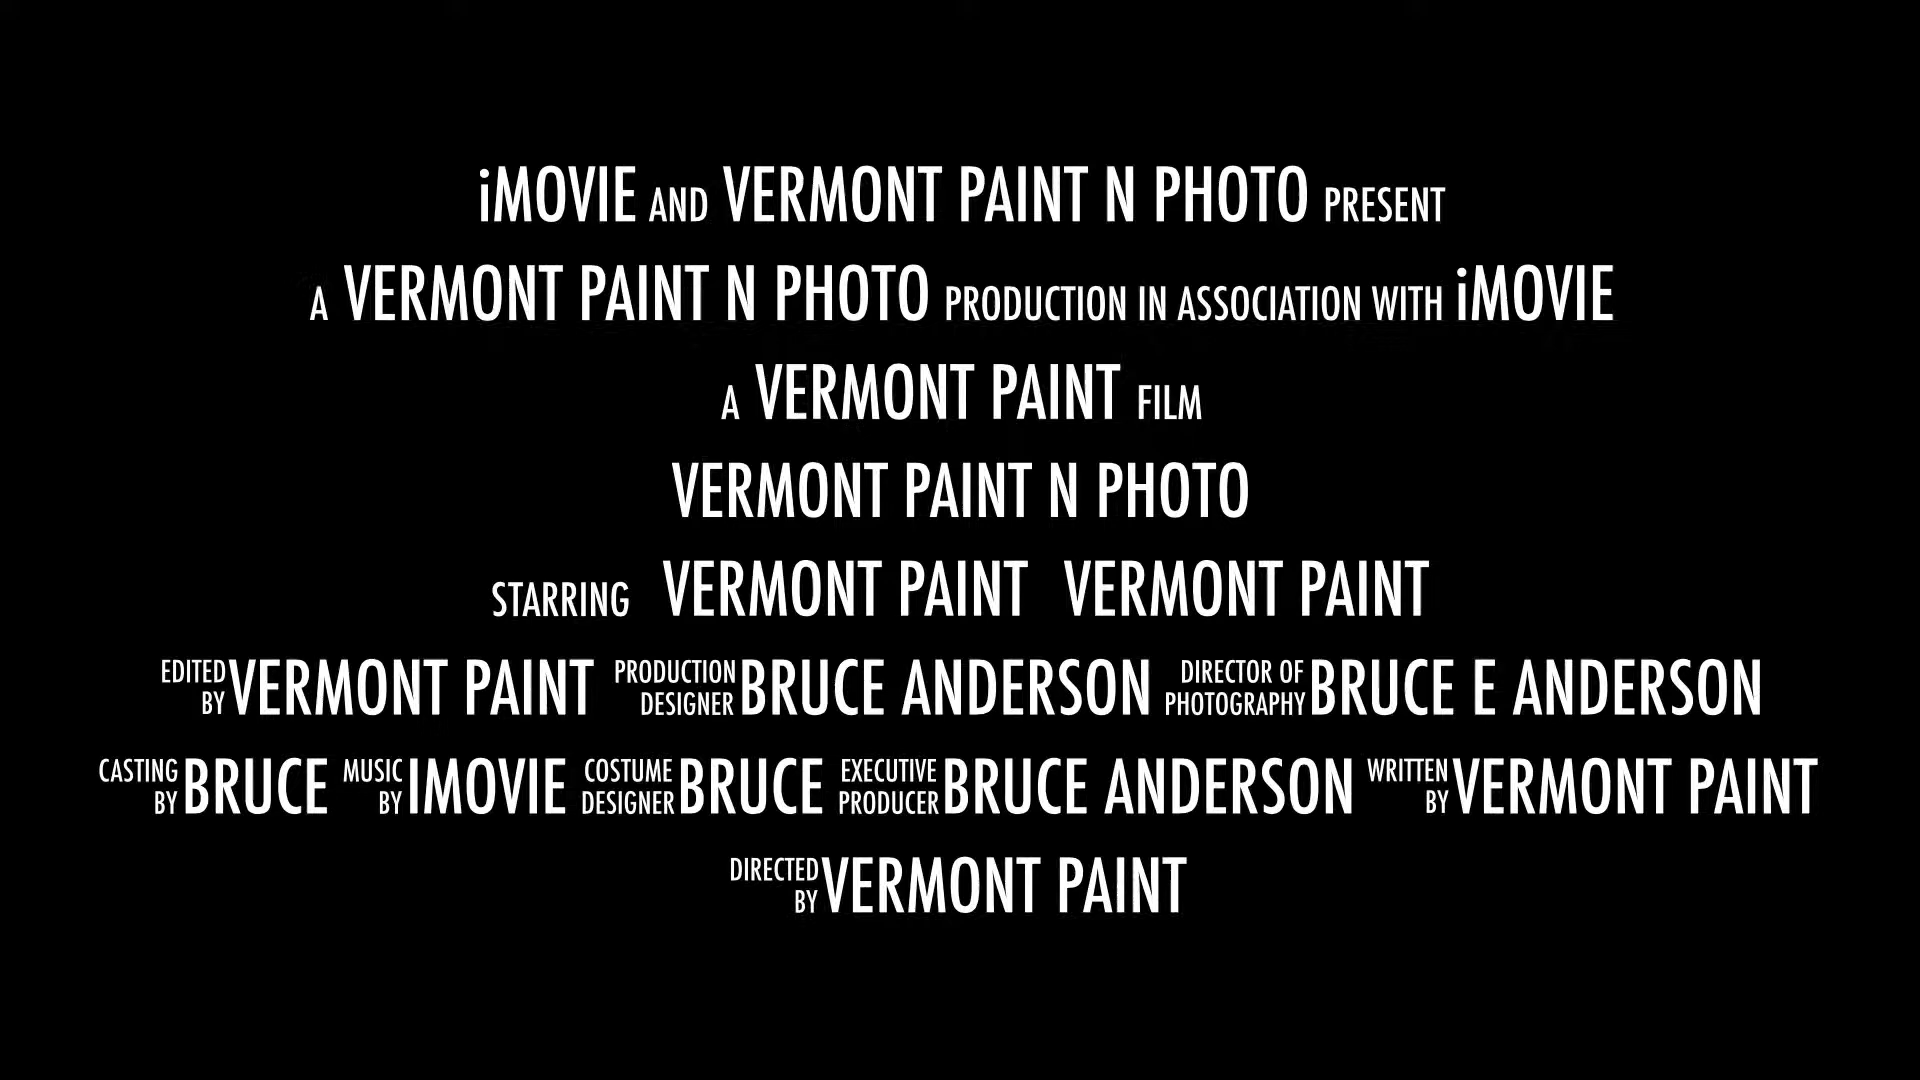 iMOVIE AND VERMONT PAINT N PHOTO PRESENT
A VERMONT PAINT N PHOTO PRODUCTION IN ASSOCIATION WITH iMOVIE
A VERMONT PAINT FILM
VERMONT PAINT N PHOTO
STARRING VERMONT PAINT VERMONT PAINT
EDITED BY VERMONT PAINT PRODUCTION DESIGNER BRUCE ANDERSON DIRECTOR OF PHOTOGRAPHY BRUCE E ANDERSON
CASTING BY BRUCE MUSIC BY IMOVIE COSTUME DESIGNER BRUCE EXECUTIVE PRODUCER BRUCE ANDERSON WRITTEN BY VERMONT PAINT
DIRECTED BY VERMONT PAINT